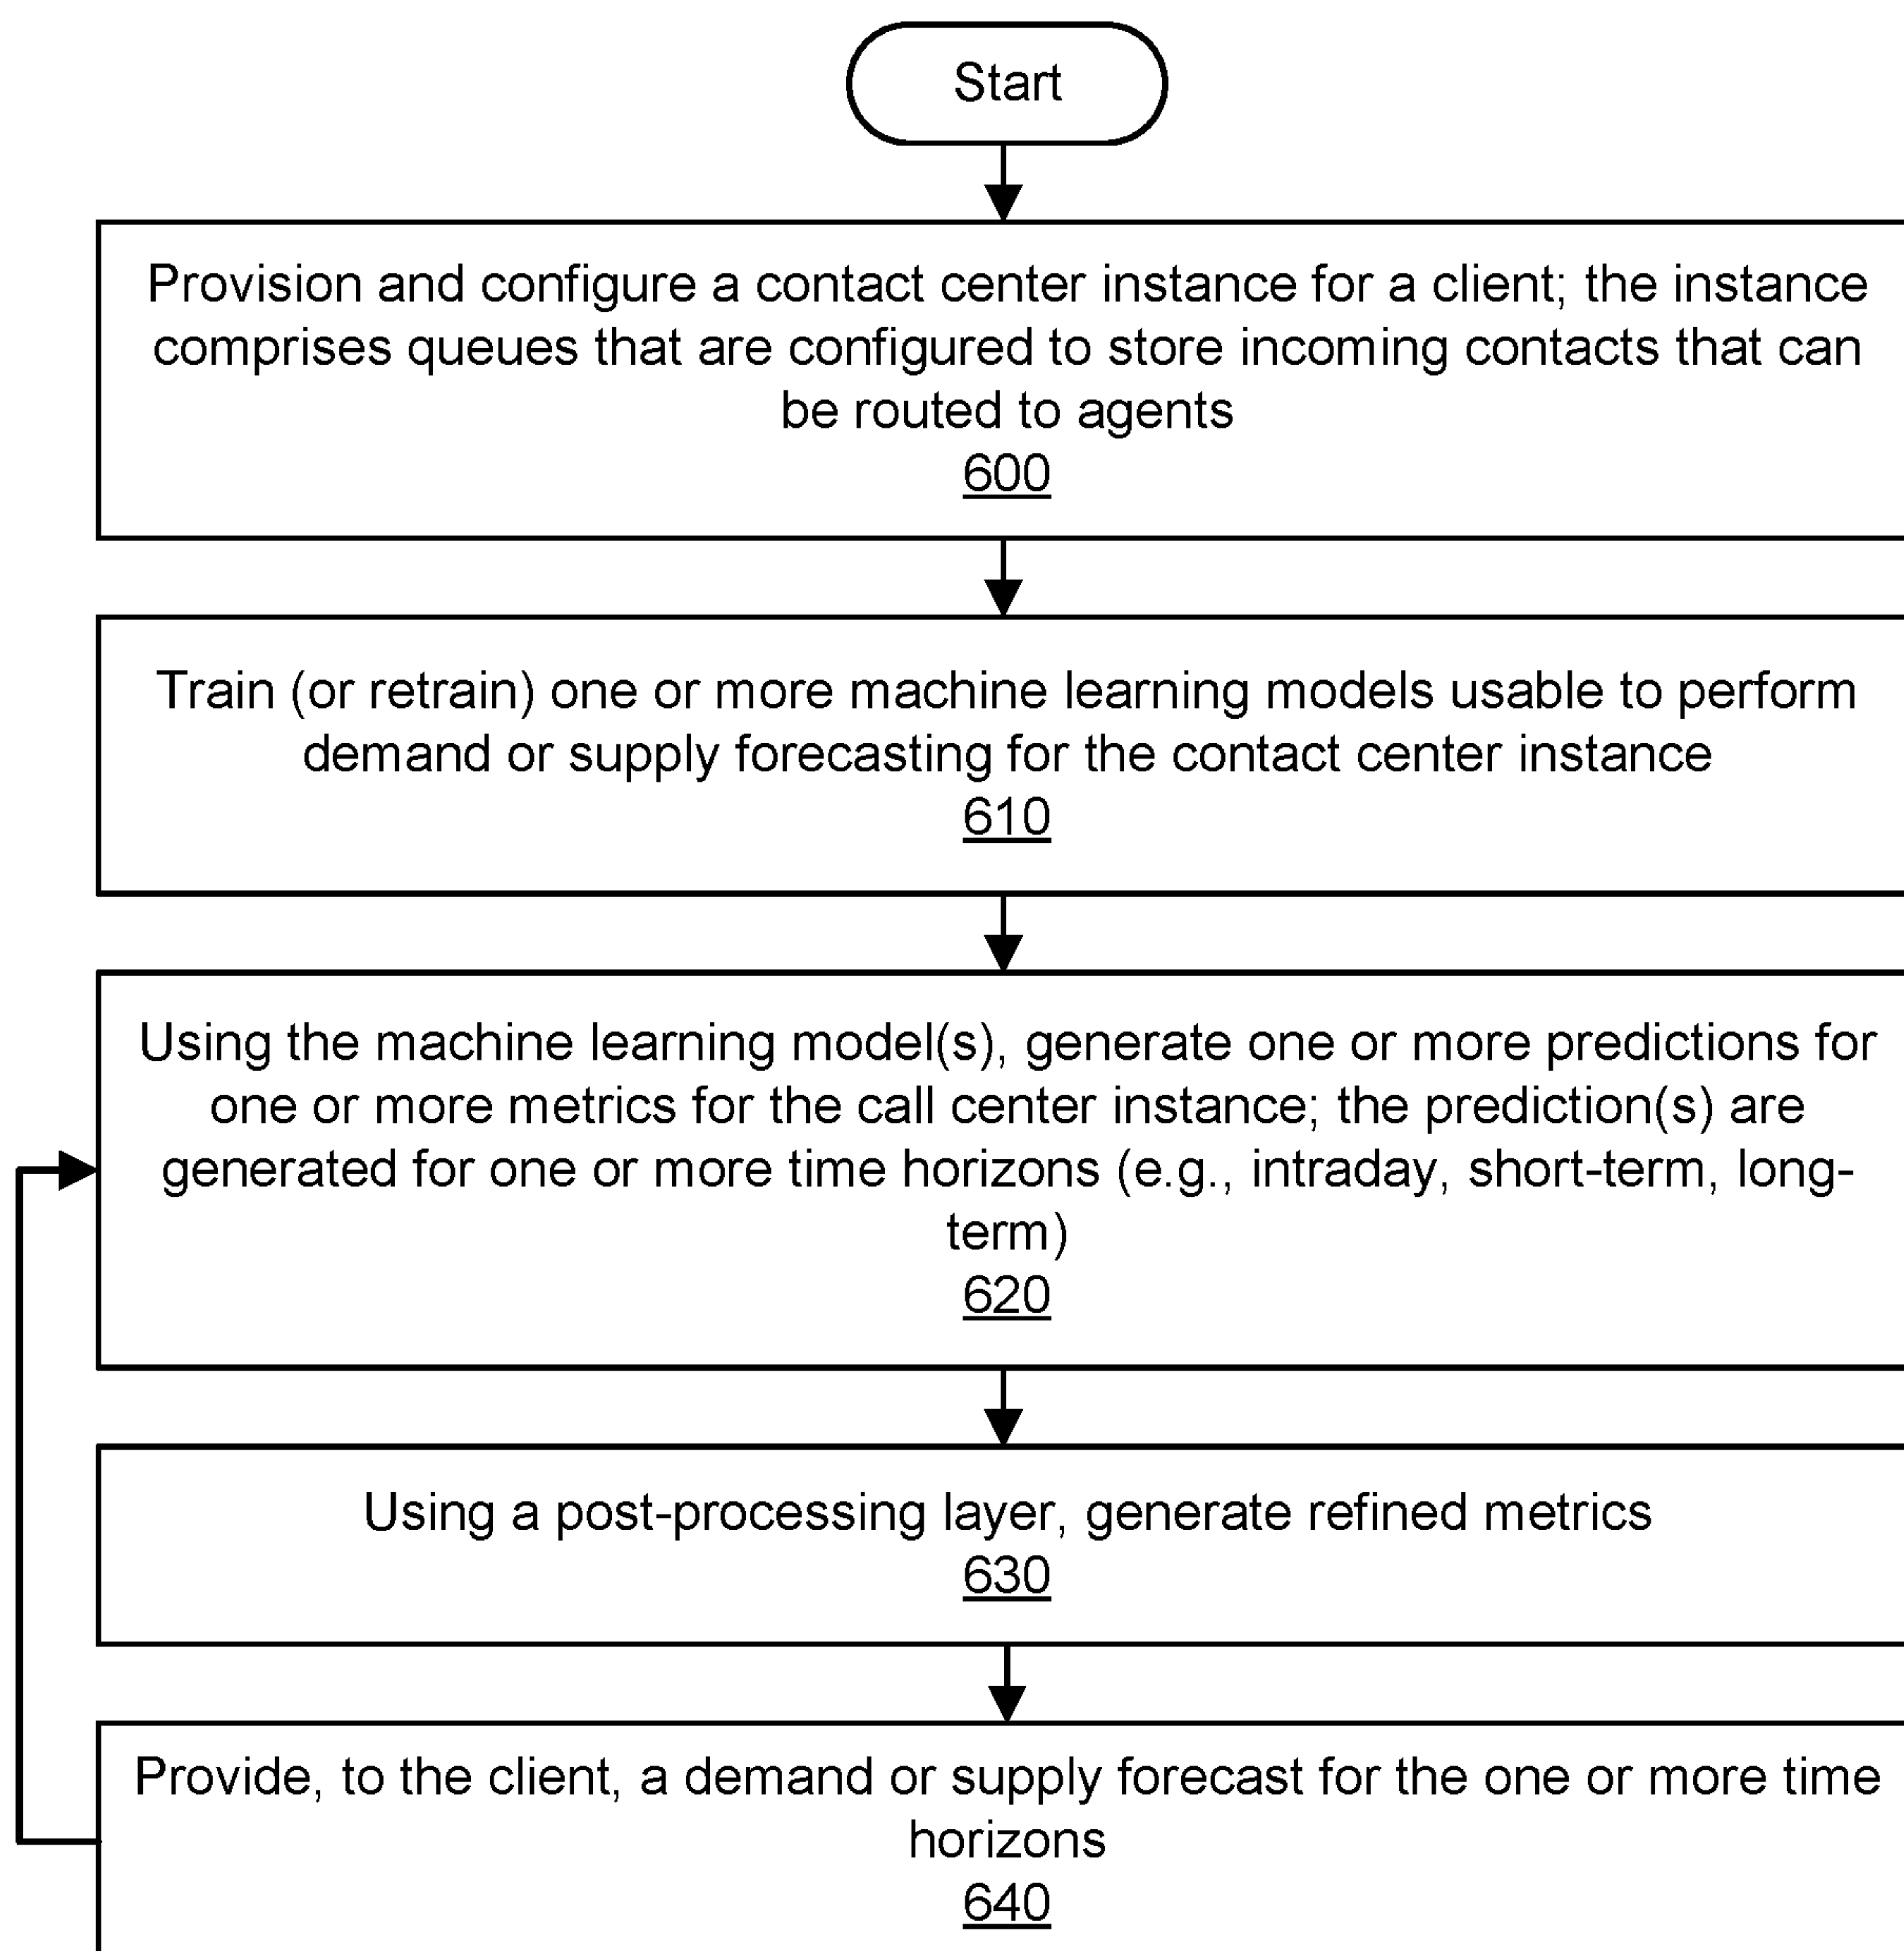 Start
Provision and configure a contact center instance for a client; the instance
comprises queues that are configured to store incoming contacts that can
be routed to agents
600
Train (or retrain) one or more machine learning models usable to perform
demand or supply forecasting for the contact center instance
610
Using the machine learning model(s), generate one or more predictions for
one or more metrics for the call center instance; the prediction(s) are
generated for one or more time horizons (e.g., intraday, short-term, long-
term)
620
Using a post-processing layer, generate refined metrics
630
Provide, to the client, a demand or supply forecast for the one or more time
horizons
640